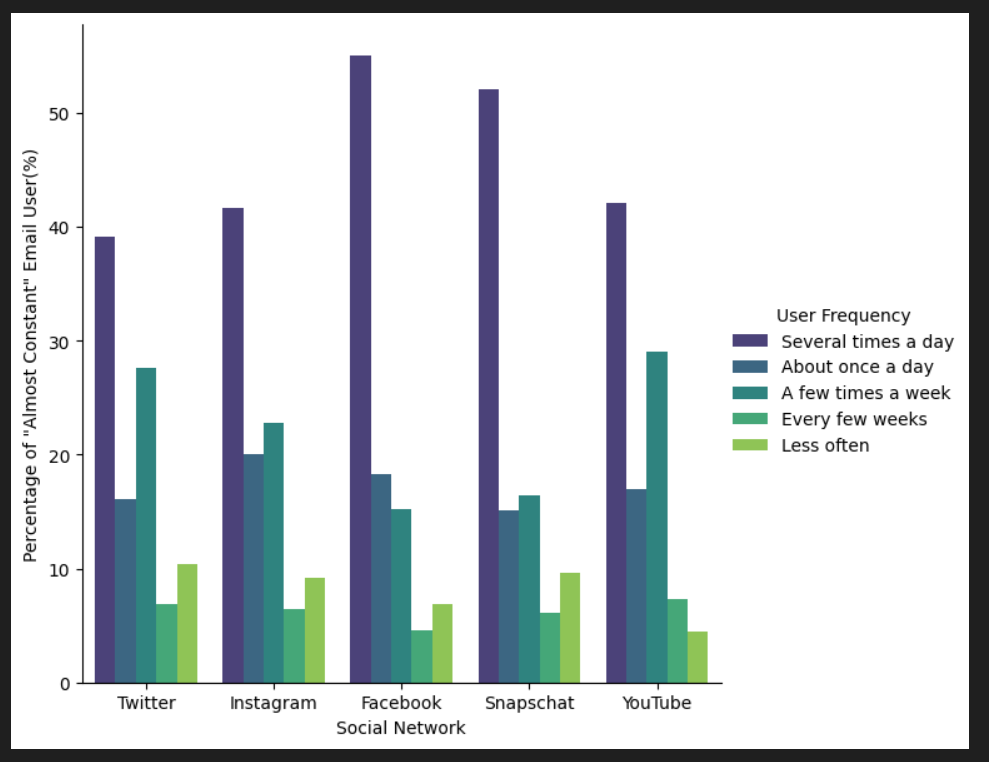 Percentage of "Almost Constant" Email User(%)
50
40
30
20
10
0
Twitter
Instagram
Facebook
Snapschat
YouTube
Social Network
User Frequency
Several times a day
About once a day
A few times a week
Every few weeks
Less often